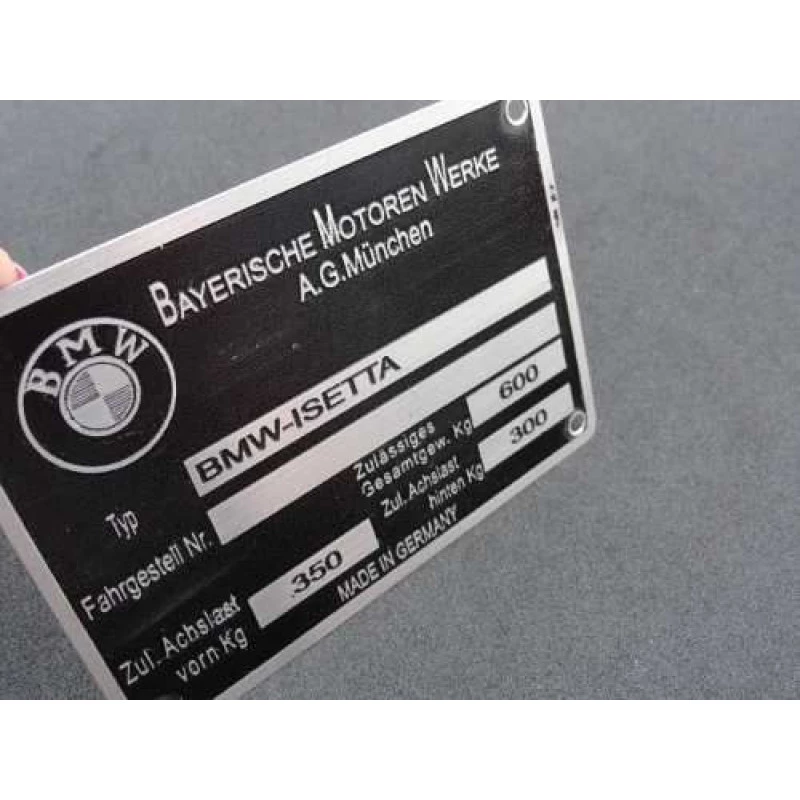 BAYERISCHE MOTOREN WERKE
A.G.München
BMW
Typ BMW-ISETTA
Fahrgestell Nr.
Zulässiges
Gesamtgew. Kg 600
Zul. Achslast
hinten Kg 300
Zul. Achslast
vorn Kg 350
MADE IN GERMANY